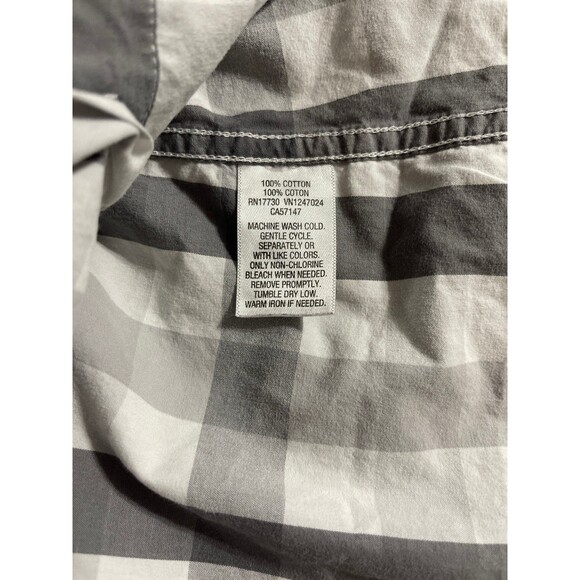 100% COTTON
100% COTON
RN17730 VN1247024
CA57147
MACHINE WASH COLD.
GENTLE CYCLE.
SEPARATELY OR
WITH LIKE COLORS.
ONLY NON-CHLORINE
BLEACH WHEN NEEDED.
REMOVE PROMPTLY.
TUMBLE DRY LOW.
WARM IRON IF NEEDED.